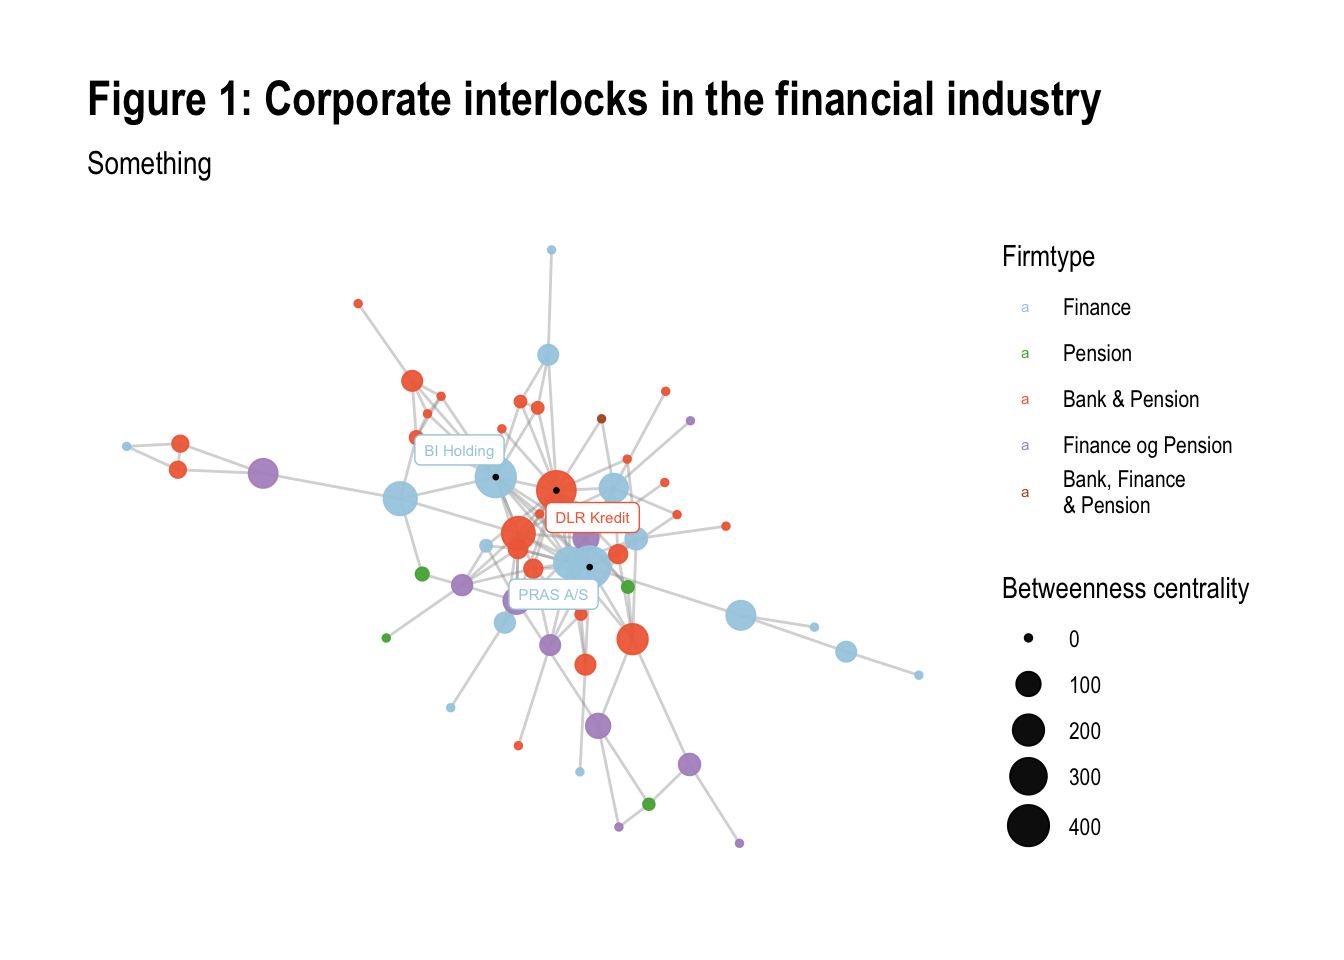 Figure 1: Corporate interlocks in the financial industry
Something
BI Holding
DLR Kredit
PRAS A/S
Firmtype
a Finance
a Pension
a Bank & Pension
a Finance og Pension
a Bank, Finance
& Pension
Betweenness centrality
0
100
200
300
400